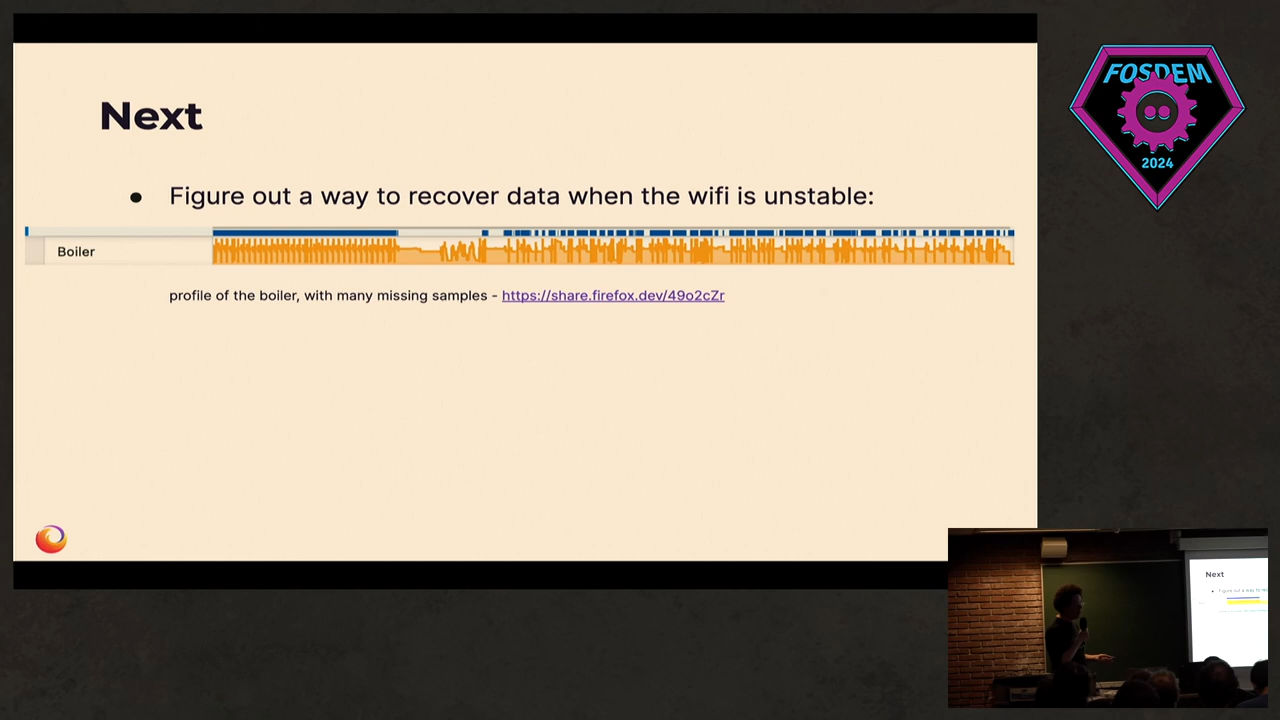 Next
• Figure out a way to recover data when the wifi is unstable:
Boiler
profile of the boiler, with many missing samples - https://share.firefox.dev/49o2cZr
FOSDEM
2024
Next